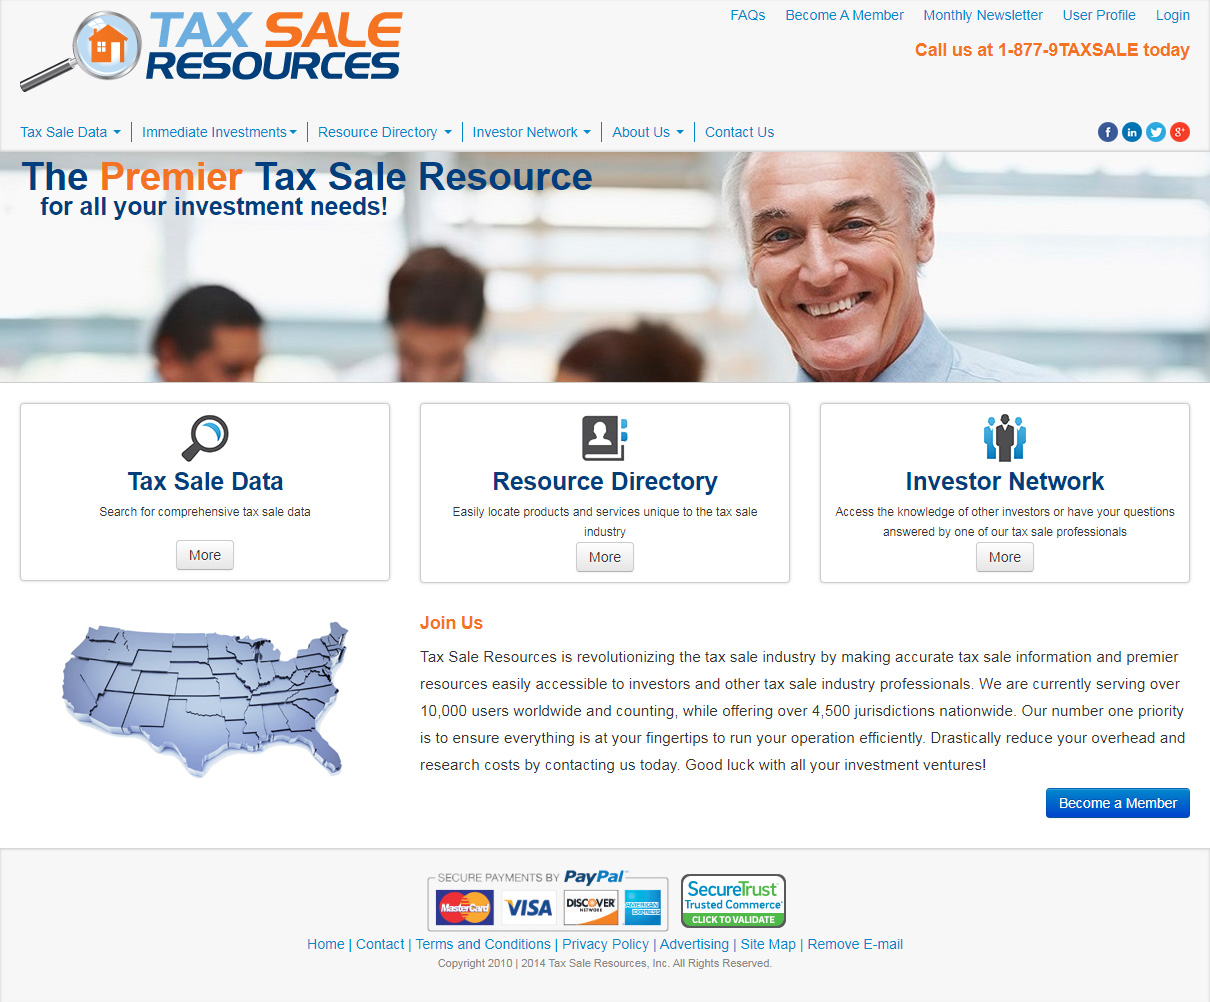 TAX SALE
RESOURCES
FAQs Become A Member Monthly Newsletter User Profile Login
Call us at 1-877-9TAXSALE today
Tax Sale Data Immediate Investments Resource Directory Investor Network About Us Contact Us
f in g+
The Premier Tax Sale Resource
for all your investment needs!
Tax Sale Data
Search for comprehensive tax sale data
More
Resource Directory
Easily locate products and services unique to the tax sale
industry
More
Investor Network
Access the knowledge of other investors or have your questions
answered by one of our tax sale professionals
More
Join Us
Tax Sale Resources is revolutionizing the tax sale industry by making accurate tax sale information and premier
resources easily accessible to investors and other tax sale industry professionals. We are currently serving over
10,000 users worldwide and counting, while offering over 4,500 jurisdictions nationwide. Our number one priority
is to ensure everything is at your fingertips to run your operation efficiently. Drastically reduce your overhead and
research costs by contacting us today. Good luck with all your investment ventures!
Become a Member
SECURE PAYMENTS BY PayPal
MasterCard VISA DISCOVER NETWORK AMERICAN EXPRESS
SecureTrust
Trusted Commerce
CLICK TO VALIDATE
Home | Contact | Terms and Conditions | Privacy Policy | Advertising | Site Map | Remove E-mail
Copyright 2010 | 2014 Tax Sale Resources, Inc. All Rights Reserved.